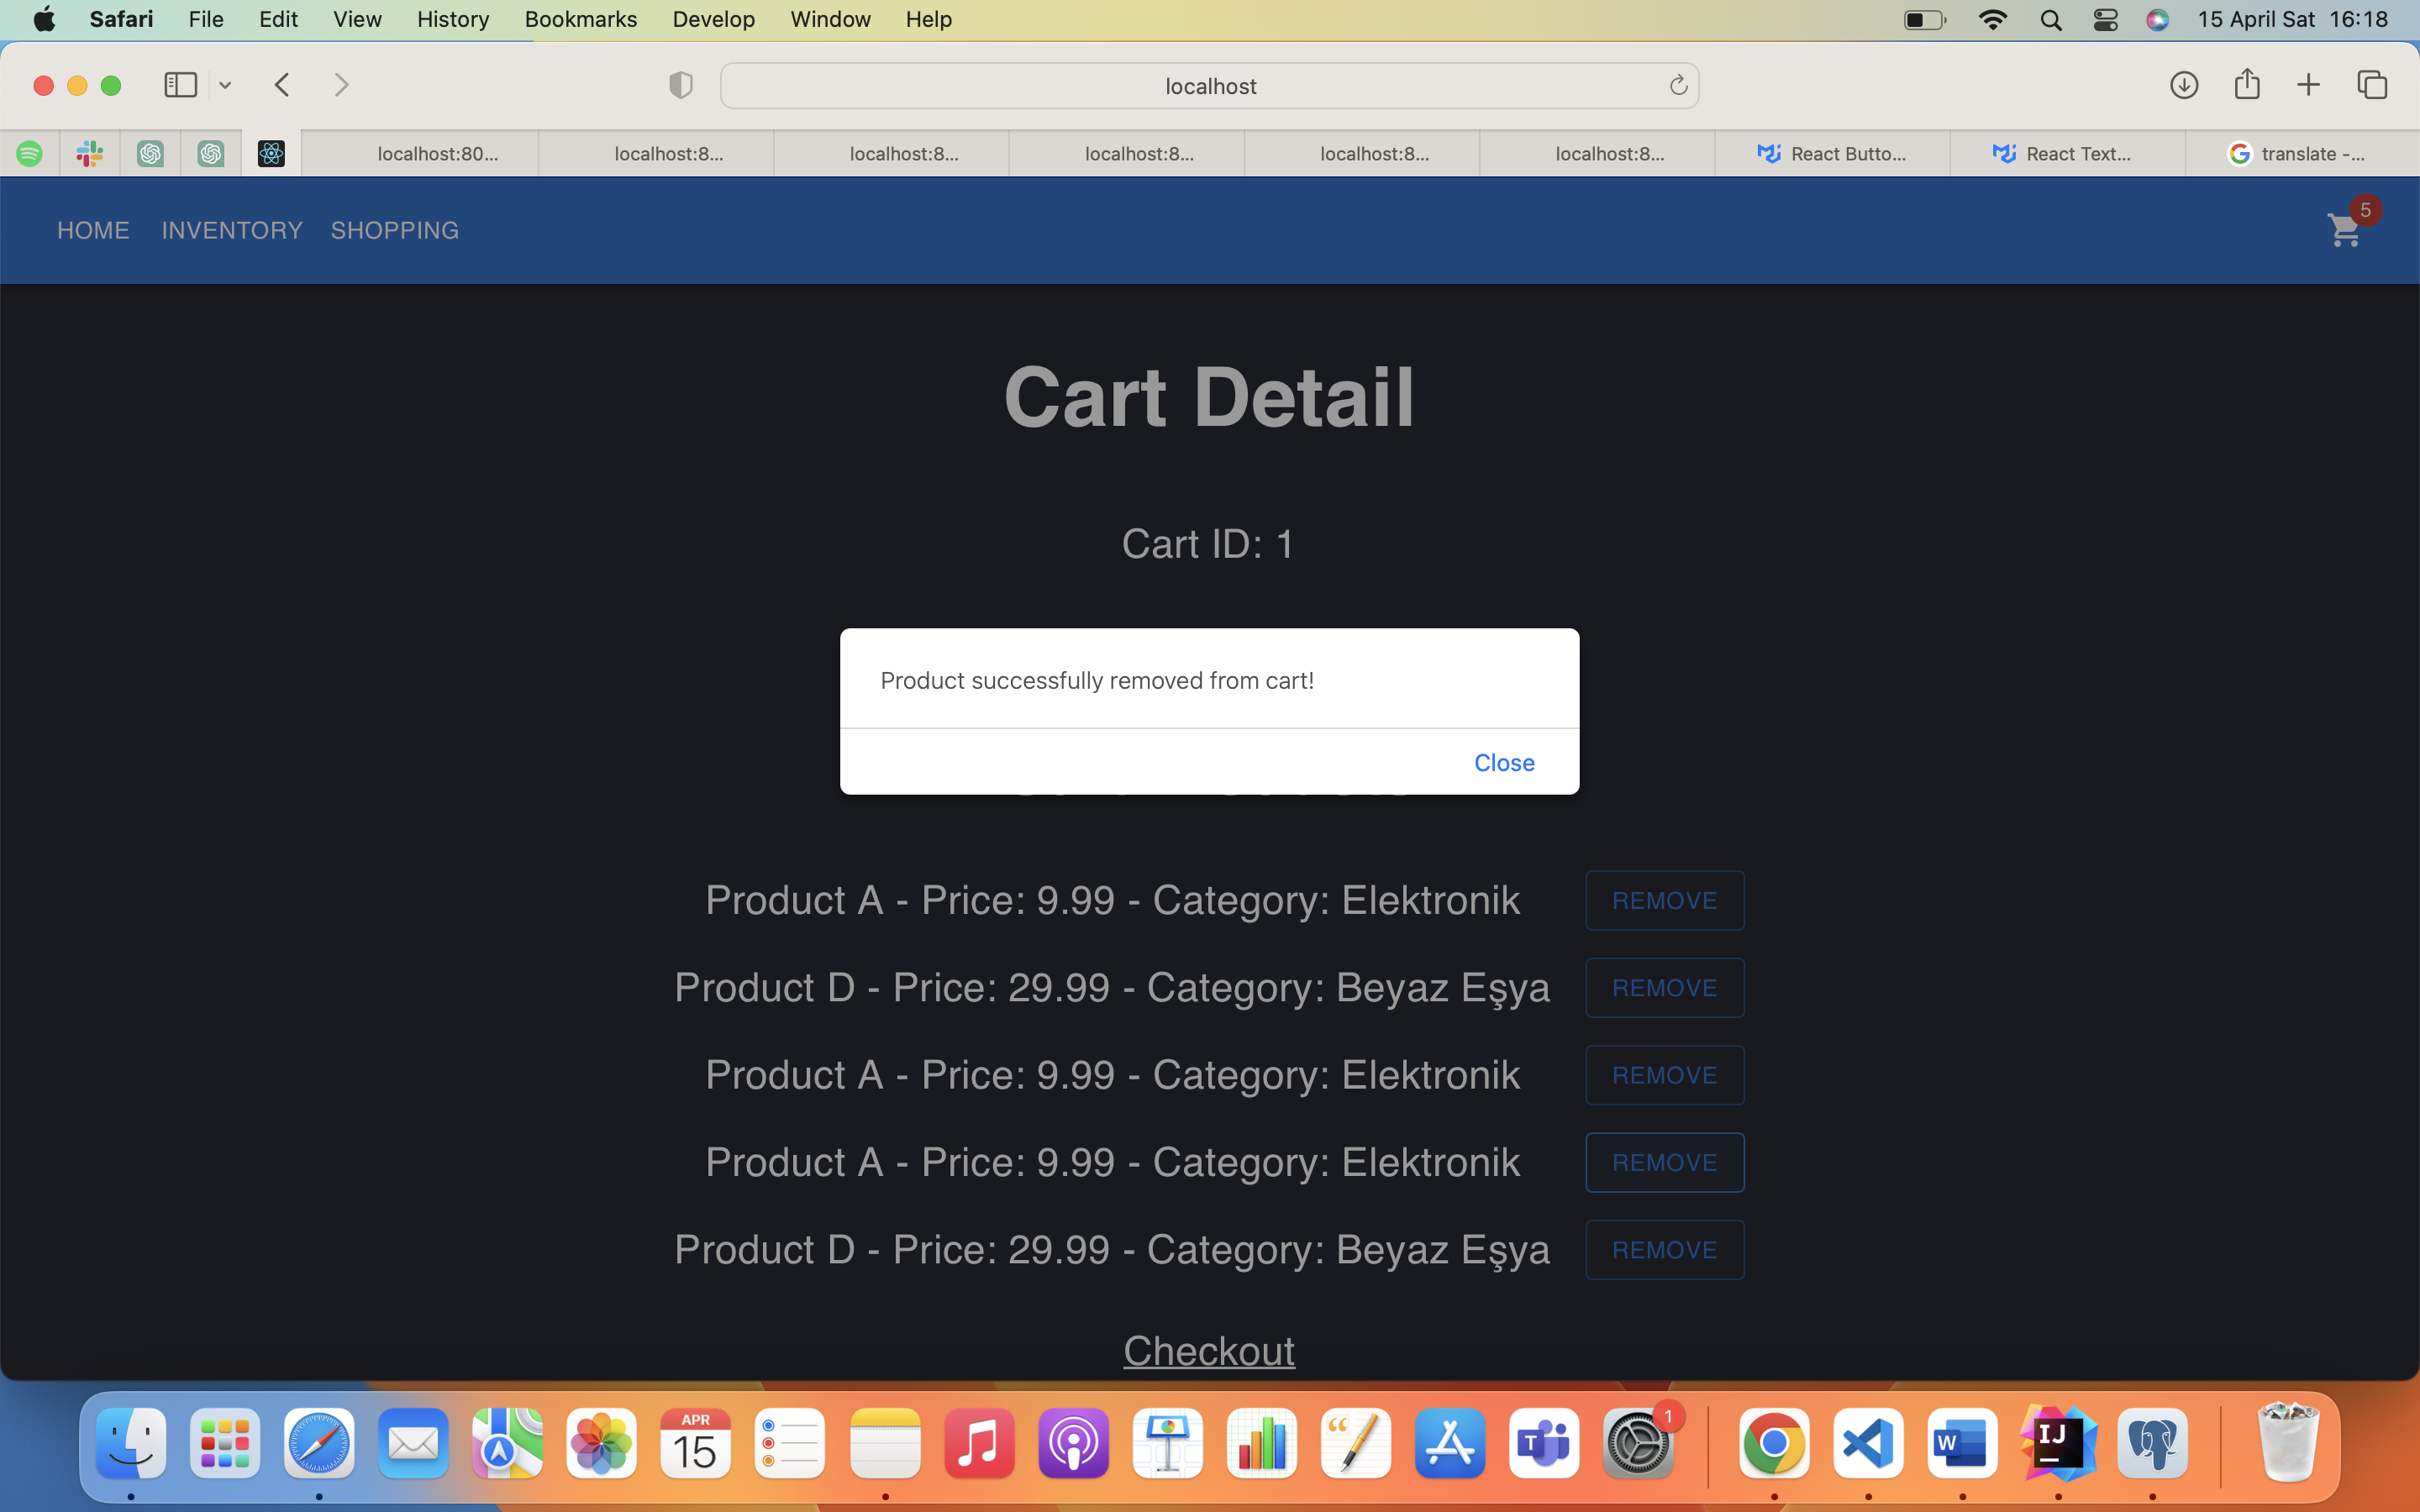 Safari File Edit View History Bookmarks Develop Window Help 15 April Sat 16:18
localhost
localhost:80... localhost:8... localhost:8... localhost:8... localhost:8... localhost:8... React Butto... React Text... translate -...
HOME INVENTORY SHOPPING 5
Cart Detail
Cart ID: 1
Product successfully removed from cart!
Close
Product A - Price: 9.99 - Category: Elektronik REMOVE
Product D - Price: 29.99 - Category: Beyaz Eşya REMOVE
Product A - Price: 9.99 - Category: Elektronik REMOVE
Product A - Price: 9.99 - Category: Elektronik REMOVE
Product D - Price: 29.99 - Category: Beyaz Eşya REMOVE
Checkout
APR 1
15 T W IJ